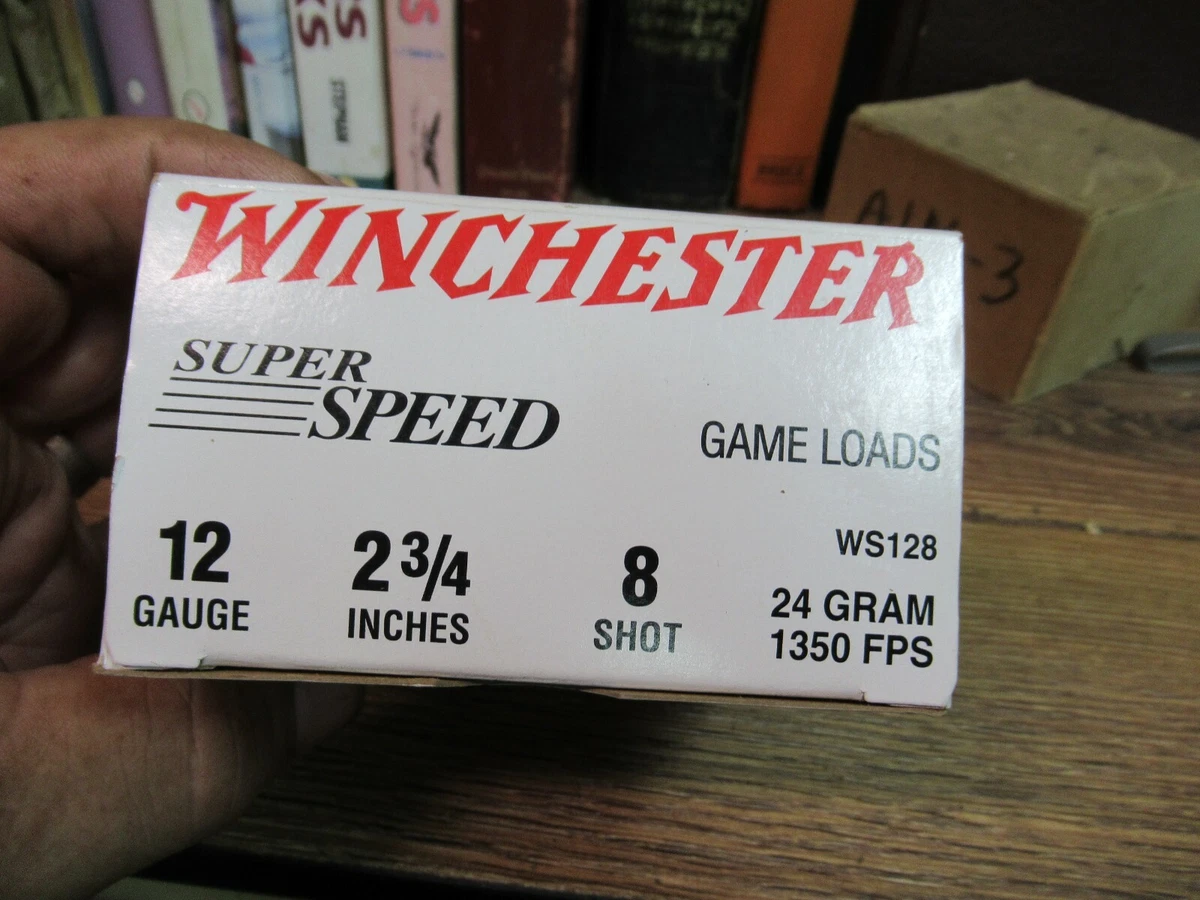 WINCHESTER
SUPER
SPEED
GAME LOADS
12
GAUGE
2 3/4
INCHES
8
SHOT
WS128
24 GRAM
1350 FPS